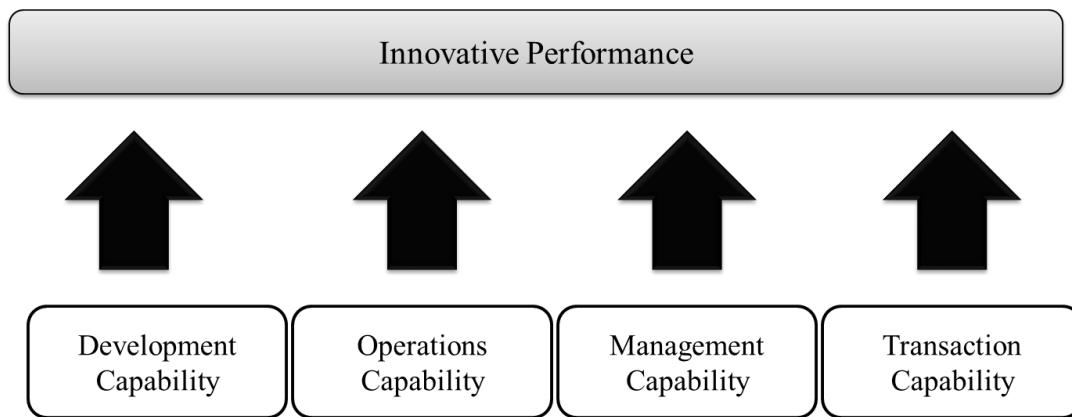 Innovative Performance
Development
Capability
Operations
Capability
Management
Capability
Transaction
Capability